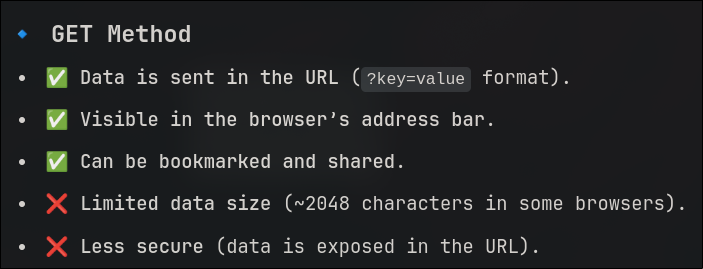 🔹 GET Method
• ✅ Data is sent in the URL (?key=value format).
• ✅ Visible in the browser’s address bar.
• ✅ Can be bookmarked and shared.
• ❌ Limited data size (~2048 characters in some browsers).
• ❌ Less secure (data is exposed in the URL).